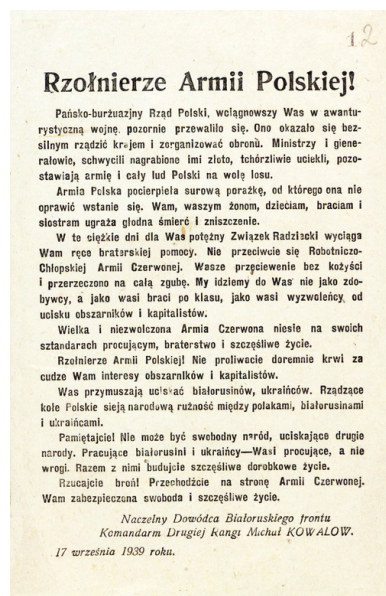 12
Rzołnierze Armii Polskiej!
Pańsko-burżuazjny Rząd Polski, wciągnowszy Was w awantu-
rystyczną wojnę, pozornie przewaliło się. Ono okazało się bez-
silnym rządzić krajem i zorganizować obronů. Ministrzy i giene-
rałowie, schwycili nagrabione imi złoto, tchórzliwie uciekli, pozo-
stawiają armię i cały lud Polski na wolę losu.
Armia Polska pocierpiela surową porażkę, od którego ona nie
oprawić wstanie się. Wam, waszym żonom, dzieciam, braciam i
siostram ugraża głodna śmierć i zniszczenie.
W te ciężkie dni dla Was potężny Związek Radziecki wyciąga
Wam ręce braterskiej pomocy. Nie przeciwcie się Robotniczo-
Chłopskiej Armii Czerwonej. Wasze przęciewenie bez kożyści
i przerzeczono na całą zgubę. My idziemy do Was nie jako zdo-
bywcy, a jako wasi braci po klasu, jako wasi wyzwoleńcy od
ucisku obszarników i kapitalistów.
Wielka i niezwolczona Armia Czerwona niesie na swoich
sztandarach procującym, braterstwo i szczęśliwe życie.
Rzołnierze Armii Polskiej! Nie proliwacie doremnie krwi za
cudze Wam interesy obszarników i kapitalistów.
Was przymuszają uciskać białorusinów, ukraińców. Rządzące
kole Polskie sieją narodową rużność między polakami, białorusinami
i ukraińcami.
Pamiętajcie! Nie może być swobodny naród, uciskające drugie
narody. Pracujące białorusini i ukraińcy—Wasi procujące, a nie
wrogi. Razem z nimi budujcie szczęśliwe dorobkowe życie.
Rzucajcie broń! Przechodźcie na stronę Armii Czerwonej.
Wam zabezpieczona swoboda i szczęśliwe życie.
Naczelny Dowódca Białoruskiego frontu
Komandarm Drugiej Rangi Michuł KOWALOW.
17 września 1939 roku.